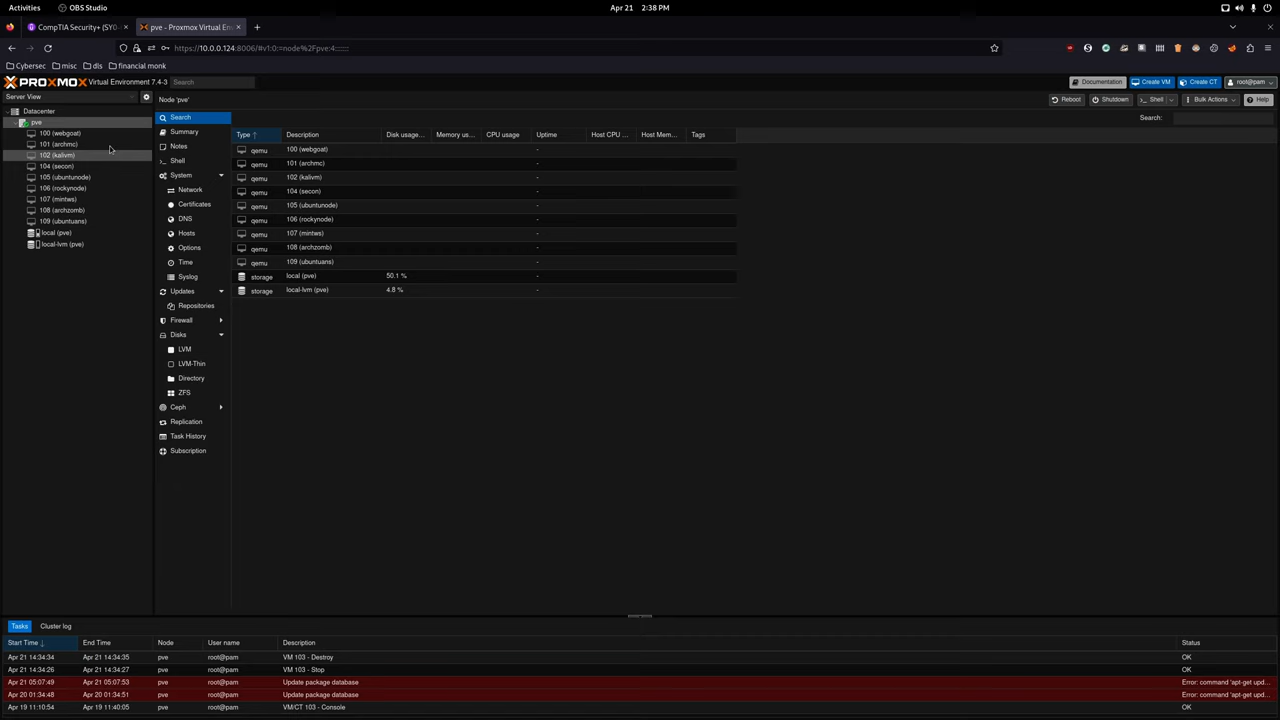 Activities
OBS Studio
Apr 21 2:38 PM
CompTIA Security+ (SY0-
pve - Proxmox Virtual En
https://10.0.0.124:8006/#v1:0:=node%2Fpve:4:::::::
Cybersec
misc
dls
financial monk
PROXMOX Virtual Environment 7.4-3
Search
Documentation
Create VM
Create CT
root@pam
Server View
Node 'pve'
Reboot
Shutdown
Shell
Bulk Actions
Help
Datacenter
pve
100 (webgoat)
101 (archmc)
102 (kalivm)
104 (secon)
105 (ubuntunode)
106 (rockynode)
107 (mintws)
108 (archzomb)
109 (ubuntuans)
local (pve)
local-lvm (pve)
Search
Summary
Notes
Shell
System
Network
Certificates
DNS
Hosts
Options
Time
Syslog
Updates
Repositories
Firewall
Disks
LVM
LVM-Thin
Directory
ZFS
Ceph
Replication
Task History
Subscription
Search:
Type ↑ Description Disk usage... Memory us... CPU usage Uptime Host CPU ... Host Mem... Tags
qemu 100 (webgoat) -
qemu 101 (archmc) -
qemu 102 (kalivm) -
qemu 104 (secon) -
qemu 105 (ubuntunode) -
qemu 106 (rockynode) -
qemu 107 (mintws) -
qemu 108 (archzomb) -
qemu 109 (ubuntuans) -
storage local (pve) 50.1 % -
storage local-lvm (pve) 4.8 % -
Tasks
Cluster log
Start Time ↓ End Time Node User name Description Status
Apr 21 14:34:34 Apr 21 14:34:35 pve root@pam VM 103 - Destroy OK
Apr 21 14:34:26 Apr 21 14:34:27 pve root@pam VM 103 - Stop OK
Apr 21 05:07:49 Apr 21 05:07:53 pve root@pam Update package database Error: command 'apt-get upd...
Apr 20 01:34:48 Apr 20 01:34:51 pve root@pam Update package database Error: command 'apt-get upd...
Apr 19 11:10:54 Apr 19 11:40:05 pve root@pam VM/CT 103 - Console OK